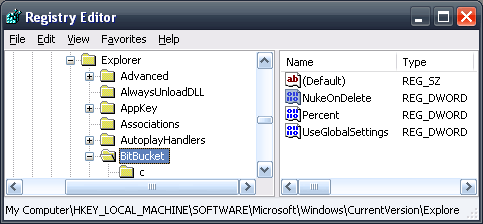 Registry Editor
File Edit View Favorites Help
Explorer
Advanced
AlwaysUnloadDLL
AppKey
Associations
AutoplayHandlers
BitBucket
c
Name Type
(Default) REG_SZ
NukeOnDelete REG_DWORD
Percent REG_DWORD
UseGlobalSettings REG_DWORD
My Computer\HKEY_LOCAL_MACHINE\SOFTWARE\Microsoft\Windows\CurrentVersion\Explore